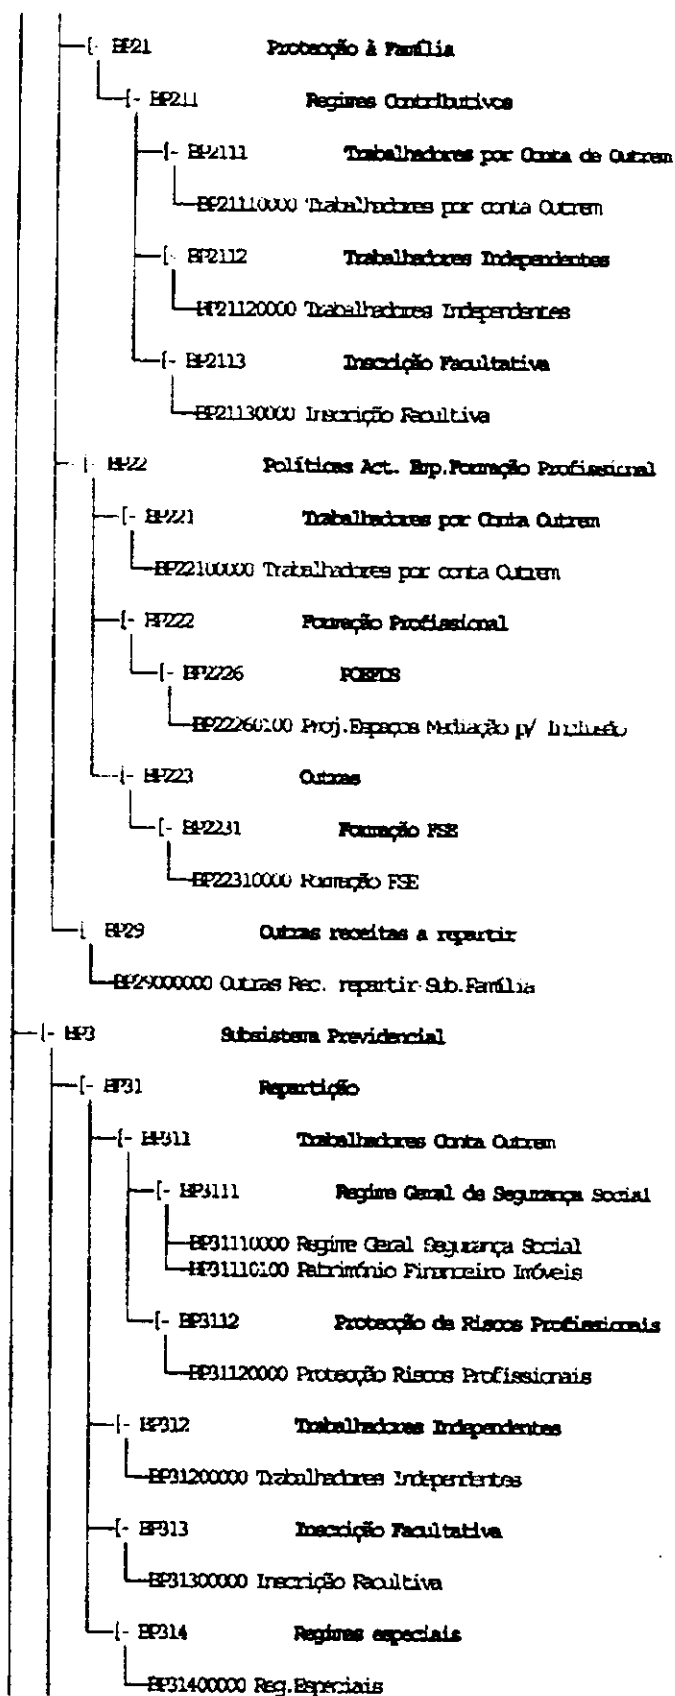 BP21 Protecção à Família
BP211 Regimes Contributivos
BP2111 Trabalhadores por Conta de Outrem
BP21110000 Trabalhadores por conta Outrem
BP2112 Trabalhadores Independentes
BP21120000 Trabalhadores Independentes
BP2113 Inscrição Facultativa
BP21130000 Inscrição Facultiva
BP22 Políticas Act. Emp.Formação Profissional
BP221 Trabalhadores por Conta Outrem
BP22100000 Trabalhadores por conta Outrem
BP222 Formação Profissional
BP2226 POEFDS
BP22260100 Proj.Espaços Mediação p/ Inclusão
BP223 Outras
BP2231 Formação FSE
BP22310000 Formação FSE
BP29 Outras receitas a repartir
BP29000000 Outras Rec. repartir-Sub.Família
BP3 Subsistema Previdencial
BP31 Repartição
BP311 Trabalhadores Conta Outrem
BP3111 Regime Geral de Segurança Social
BP31110000 Regime Geral Segurança Social
BP31110100 Património Financeiro Imóveis
BP3112 Protecção de Riscos Profissionais
BP31120000 Protecção Riscos Profissionais
BP312 Trabalhadores Independentes
BP31200000 Trabalhadores Independentes
BP313 Inscrição Facultativa
BP31300000 Inscrição Facultiva
BP314 Regimes especiais
BP31400000 Reg.Especiais